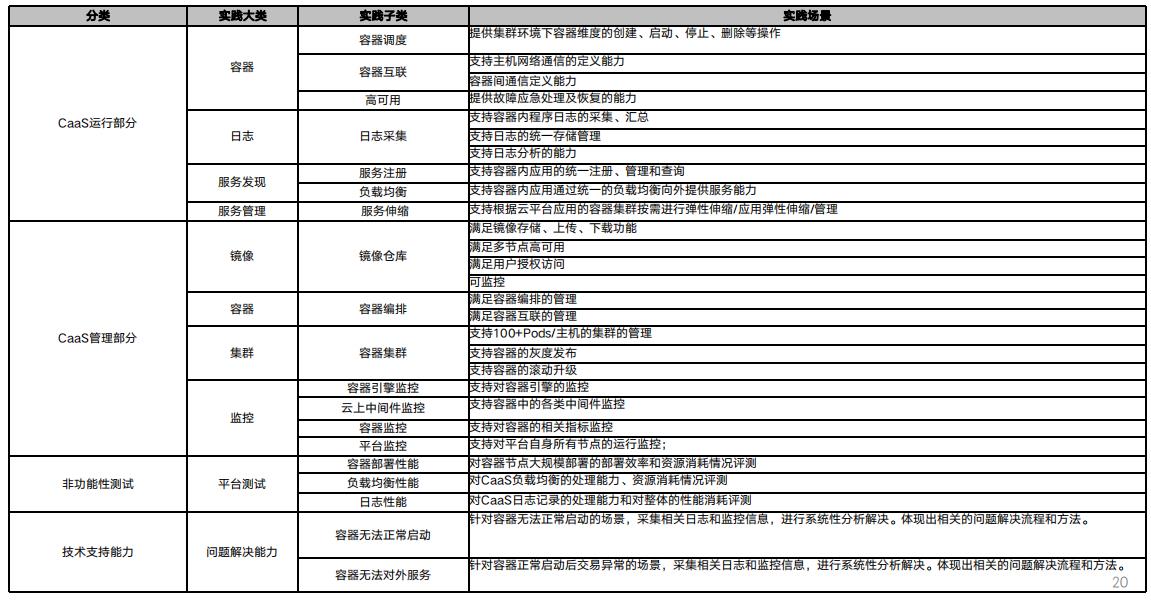 分类 实践大类 实践子类 实践场景
CaaS运行部分 容器 容器调度 提供集群环境下容器维度的创建、启动、停止、删除等操作
容器互联 支持主机网络通信的定义能力
容器间通信定义能力
高可用 提供故障应急处理及恢复的能力
日志 日志采集 支持容器内程序日志的采集、汇总
支持日志的统一存储管理
支持日志分析的能力
服务发现 服务注册 支持容器内应用的统一注册、管理和查询
负载均衡 支持容器内应用通过统一的负载均衡向外提供服务能力
服务管理 服务伸缩 支持根据云平台应用的容器集群按需进行弹性伸缩/应用弹性伸缩/管理
CaaS管理部分 镜像 镜像仓库 满足镜像存储、上传、下载功能
满足多节点高可用
满足用户授权访问
可监控
容器 容器编排 满足容器编排的管理
满足容器互联的管理
集群 容器集群 支持100+Pods/主机的集群的管理
支持容器的灰度发布
支持容器的滚动升级
监控 容器引擎监控 支持对容器引擎的监控
云上中间件监控 支持容器中的各类中间件监控
容器监控 支持对容器的相关指标监控
平台监控 支持对平台自身所有节点的运行监控；
非功能性测试 平台测试 容器部署性能 对容器节点大规模部署的部署效率和资源消耗情况评测
负载均衡性能 对CaaS负载均衡的处理能力、资源消耗情况评测
日志性能 对CaaS日志记录的处理能力和对整体的性能消耗评测
技术支持能力 问题解决能力 容器无法正常启动 针对容器无法正常启动的场景，采集相关日志和监控信息，进行系统性分析解决。体现出相关的问题解决流程和方法。
容器无法对外服务 针对容器正常启动后交易异常的场景，采集相关日志和监控信息，进行系统性分析解决。体现出相关的问题解决流程和方法。
20